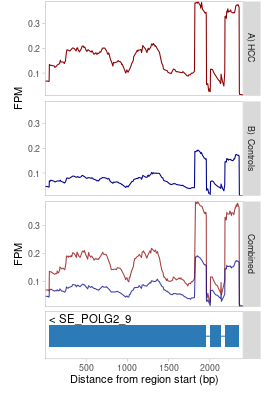 0.3
0.2
0.1
A) HCC
FPM
0.3
0.2
0.1
B) Controls
0.3
0.2
0.1
FPM
Combined
< SE_POLG2_9
500 1000 1500 2000
Distance from region start (bp)